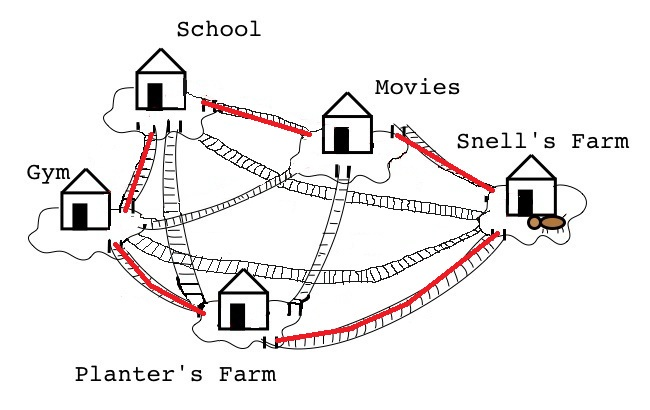 School
Movies
Snell's Farm
Gym
Planter's Farm